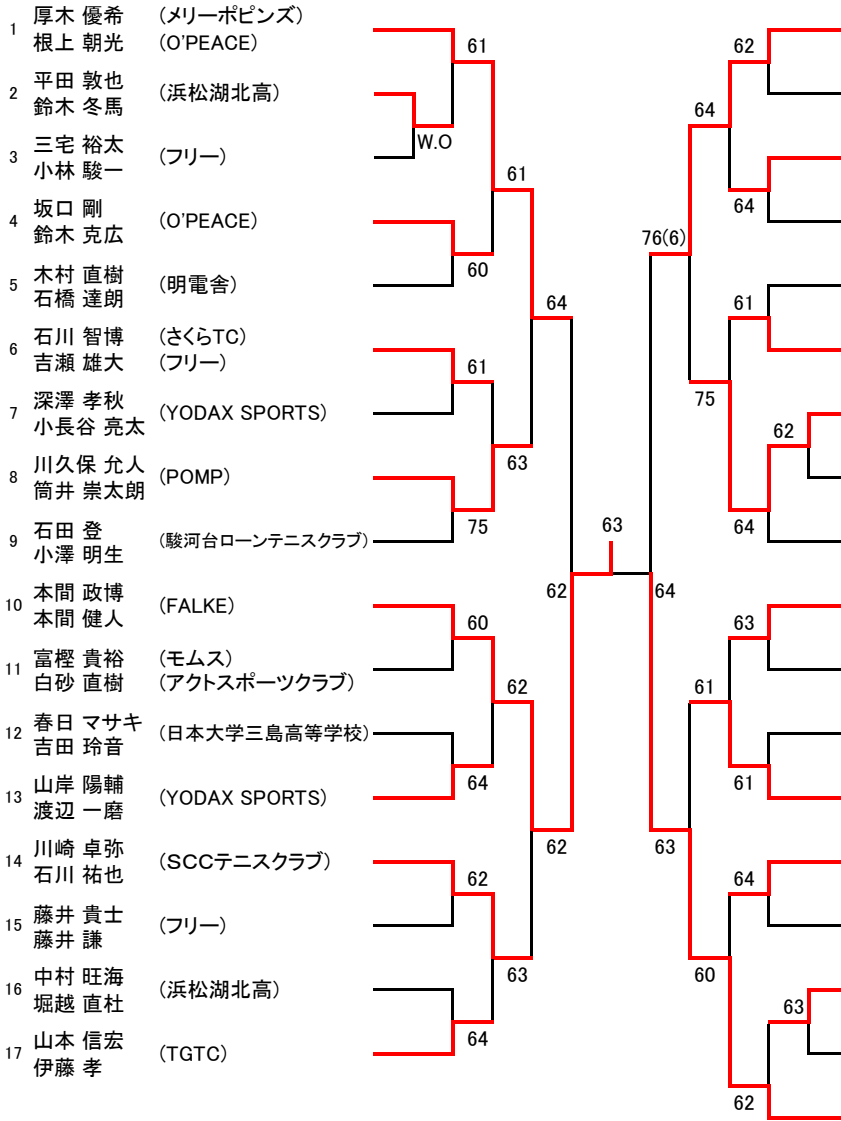 1 厚木 優希 (メリーポピンズ)
根上 朝光 (O'PEACE)
2 平田 敦也 (浜松湖北高)
鈴木 冬馬
3 三宅 裕太 (フリー)
小林 駿一
4 坂口 剛 (O'PEACE)
鈴木 克広
5 木村 直樹 (明電舎)
石橋 達朗
6 石川 智博 (さくらTC)
吉瀬 雄大 (フリー)
7 深澤 孝秋 (YODAX SPORTS)
小長谷 亮太
8 川久保 允人 (POMP)
筒井 崇太朗
9 石田 登 (駿河台ローンテニスクラブ)
小澤 明生
10 本間 政博 (FALKE)
本間 健人
11 富樫 貴裕 (モムス)
白砂 直樹 (アクトスポーツクラブ)
12 春日 マサキ (日本大学三島高等学校)
吉田 玲音
13 山岸 陽輔 (YODAX SPORTS)
渡辺 一磨
14 川崎 卓弥 (SCCテニスクラブ)
石川 祐也
15 藤井 貴士 (フリー)
藤井 謙
16 中村 旺海 (浜松湖北高)
堀越 直杜
17 山本 信宏 (TGTC)
伊藤 孝
61
W.O
60
61
75
60
64
62
64
61
63
62
63
64
62
62
63
64
76(6)
63
64
75
61
60
62
64
61
62
64
63
61
64
63
62